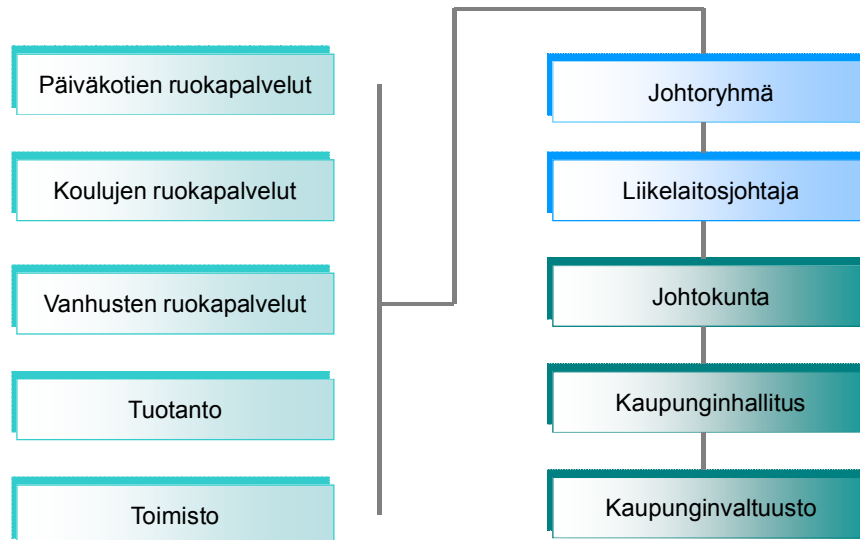 Päiväkotien ruokapalvelut
Koulujen ruokapalvelut
Vanhusten ruokapalvelut
Tuotanto
Toimisto
Johtoryhmä
Liikelaitosjohtaja
Johtokunta
Kaupunginhallitus
Kaupunginvaltuusto